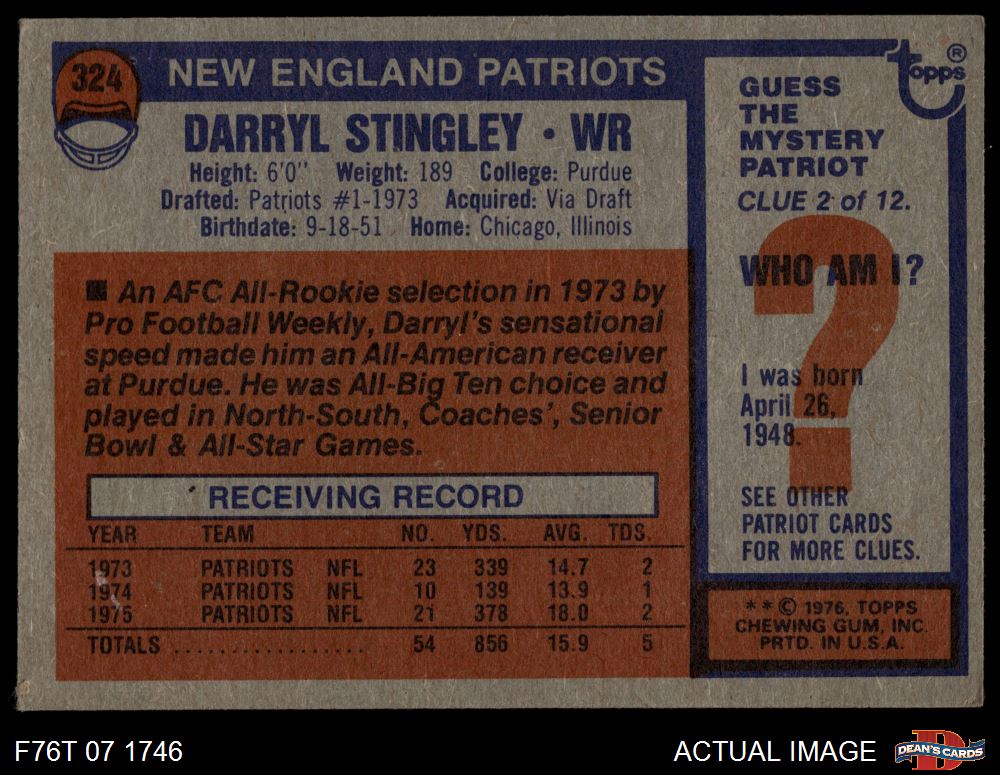 324
NEW ENGLAND PATRIOTS
DARRYL STINGLEY • WR
Height: 6'0" Weight: 189 College: Purdue
Drafted: Patriots #1-1973 Acquired: Via Draft
Birthdate: 9-18-51 Home: Chicago, Illinois
■ An AFC All-Rookie selection in 1973 by
Pro Football Weekly, Darryl's sensational
speed made him an All-American receiver
at Purdue. He was All-Big Ten choice and
played in North-South, Coaches', Senior
Bowl & All-Star Games.
RECEIVING RECORD
YEAR TEAM NO. YDS. AVG. TDS.
1973 PATRIOTS NFL 23 339 14.7 2
1974 PATRIOTS NFL 10 139 13.9 1
1975 PATRIOTS NFL 21 378 18.0 2
TOTALS .................. 54 856 15.9 5
topps ®
GUESS
THE
MYSTERY
PATRIOT
CLUE 2 of 12.
?
WHO AM I?
I was born
April 26,
1948.
SEE OTHER
PATRIOT CARDS
FOR MORE CLUES.
* * © 1976, TOPPS
CHEWING GUM, INC.
PRTD. IN U.S.A.
F76T 07 1746
ACTUAL IMAGE
D
DEAN'S CARDS